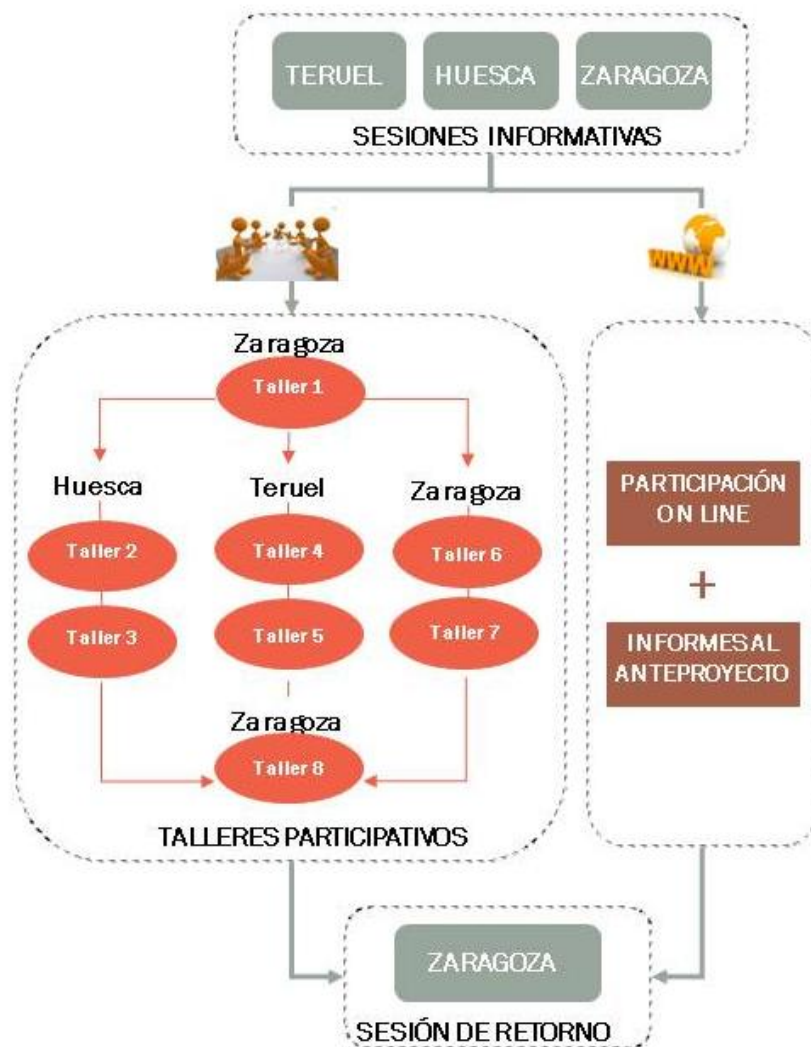 TERUEL
HUESCA
ZARAGOZA
SESIONES INFORMATIVAS
WWW
Zaragoza
Taller 1
Huesca
Teruel
Zaragoza
Taller 2
Taller 4
Taller 6
Taller 3
Taller 5
Taller 7
Zaragoza
Taller 8
TALLERES PARTICIPATIVOS
PARTICIPACIÓN
ON LINE
+
INFORMES AL
ANTEPROYECTO
ZARAGOZA
SESIÓN DE RETORNO